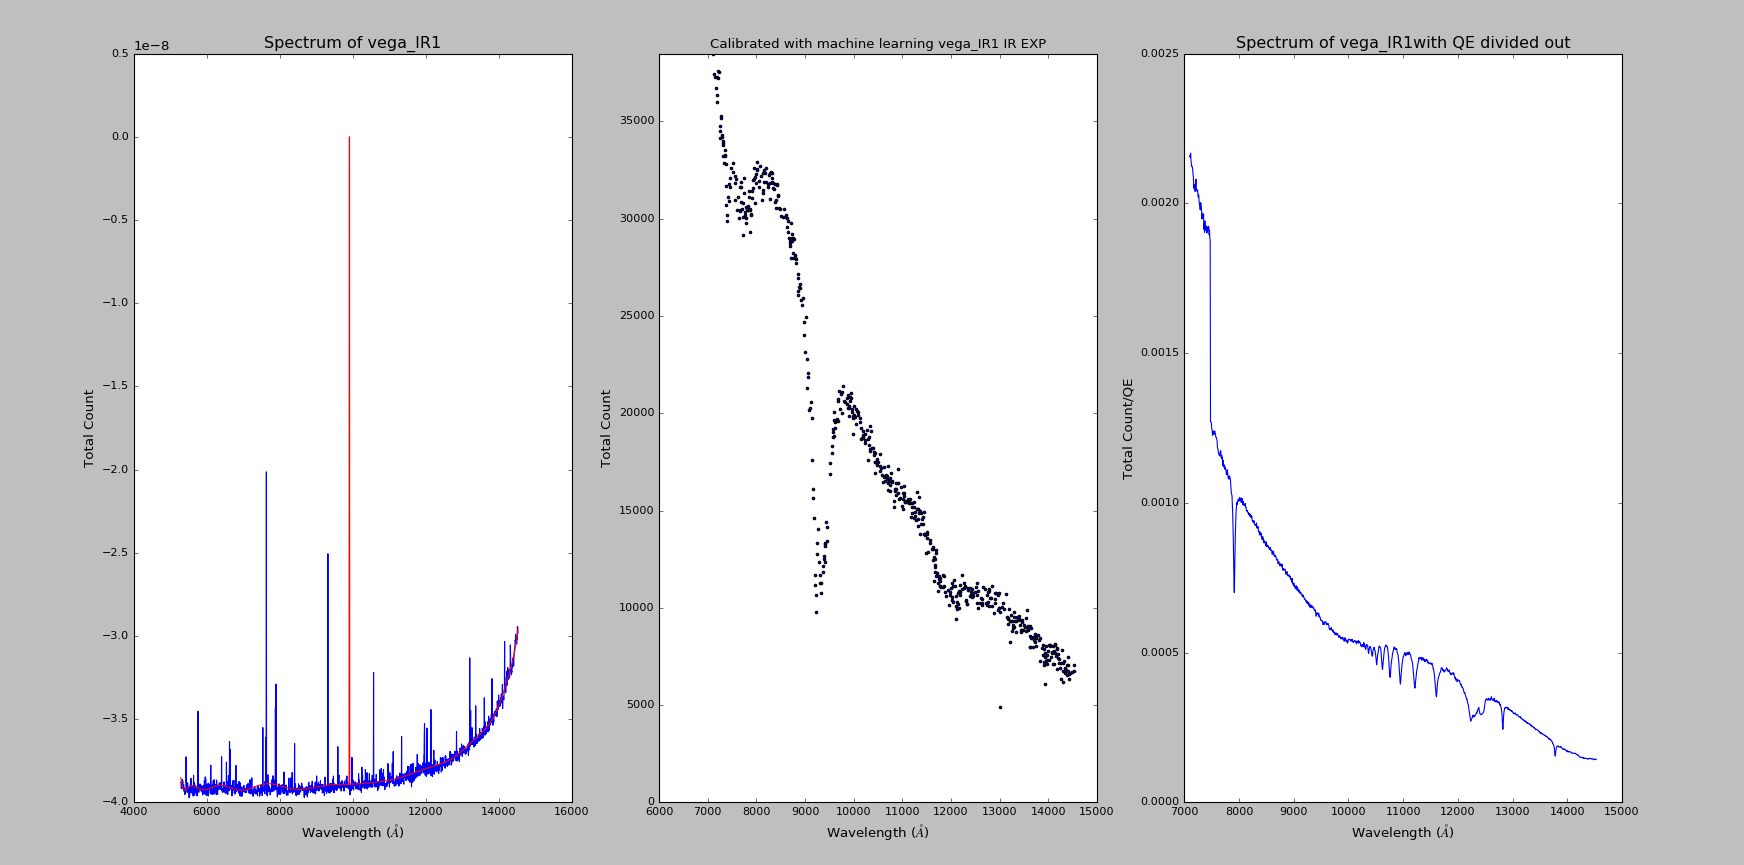 Spectrum of vega_IR1
1e−8
0.5
0.0
−0.5
−1.0
−1.5
−2.0
−2.5
−3.0
−3.5
−4.0
4000 6000 8000 10000 12000 14000 16000
Wavelength (Å)
Total Count
Calibrated with machine learning vega_IR1 IR EXP
35000
30000
25000
20000
15000
10000
5000
0
6000 7000 8000 9000 10000 11000 12000 13000 14000 15000
Wavelength (Å)
Total Count
Spectrum of vega_IR1with QE divided out
0.0025
0.0020
0.0015
0.0010
0.0005
0.0000
7000 8000 9000 10000 11000 12000 13000 14000 15000
Wavelength (Å)
Total Count/QE